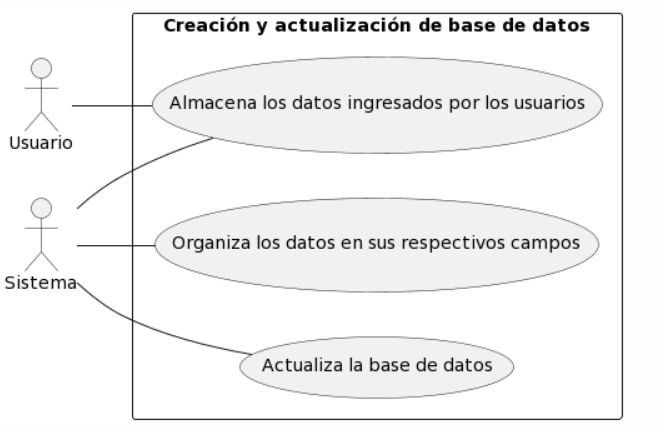 Creación y actualización de base de datos
Almacena los datos ingresados por los usuarios
Usuario
Organiza los datos en sus respectivos campos
Sistema
Actualiza la base de datos